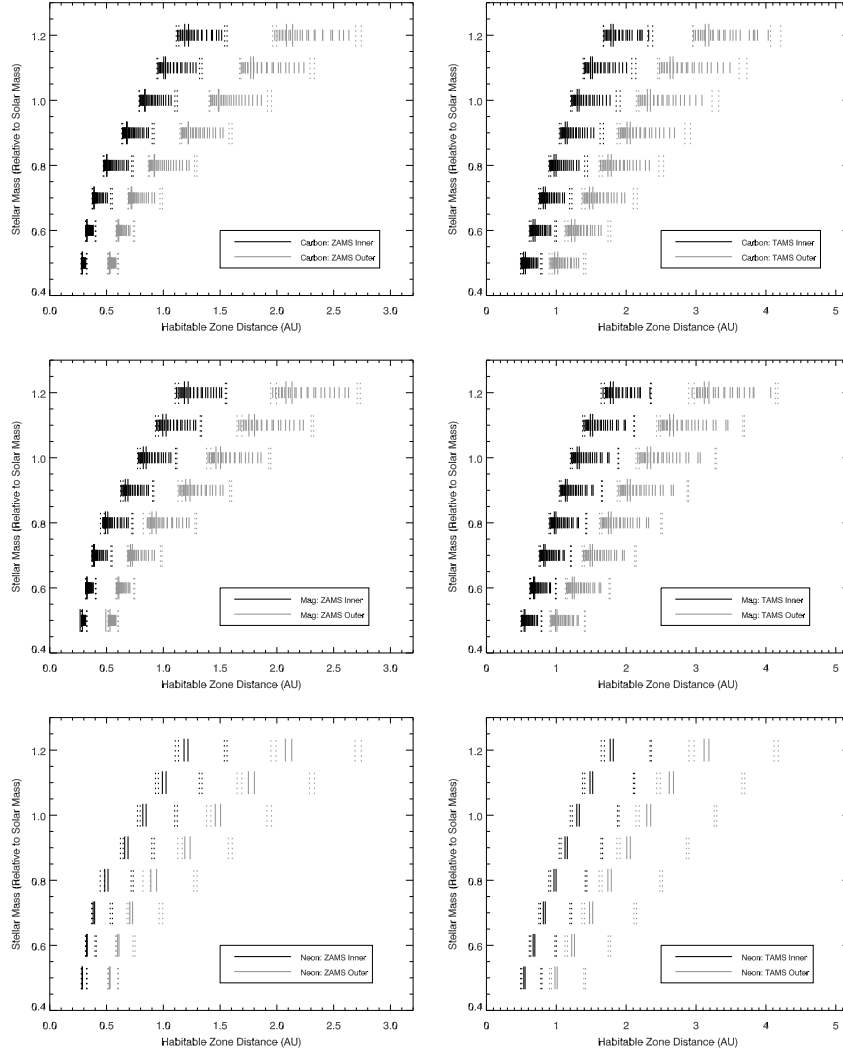 1.2
1.0
0.8
0.6
0.4
Stellar Mass (Relative to Solar Mass)
Carbon: ZAMS Inner
Carbon: ZAMS Outer
0.0 0.5 1.0 1.5 2.0 2.5 3.0
Habitable Zone Distance (AU)
1.2
1.0
0.8
0.6
0.4
Stellar Mass (Relative to Solar Mass)
Carbon: TAMS Inner
Carbon: TAMS Outer
0 1 2 3 4 5
Habitable Zone Distance (AU)
1.2
1.0
0.8
0.6
0.4
Stellar Mass (Relative to Solar Mass)
Mag: ZAMS Inner
Mag: ZAMS Outer
0.0 0.5 1.0 1.5 2.0 2.5 3.0
Habitable Zone Distance (AU)
1.2
1.0
0.8
0.6
0.4
Stellar Mass (Relative to Solar Mass)
Mag: TAMS Inner
Mag: TAMS Outer
0 1 2 3 4 5
Habitable Zone Distance (AU)
1.2
1.0
0.8
0.6
0.4
Stellar Mass (Relative to Solar Mass)
Neon: ZAMS Inner
Neon: ZAMS Outer
0.0 0.5 1.0 1.5 2.0 2.5 3.0
Habitable Zone Distance (AU)
1.2
1.0
0.8
0.6
0.4
Stellar Mass (Relative to Solar Mass)
Neon: TAMS Inner
Neon: TAMS Outer
0 1 2 3 4 5
Habitable Zone Distance (AU)